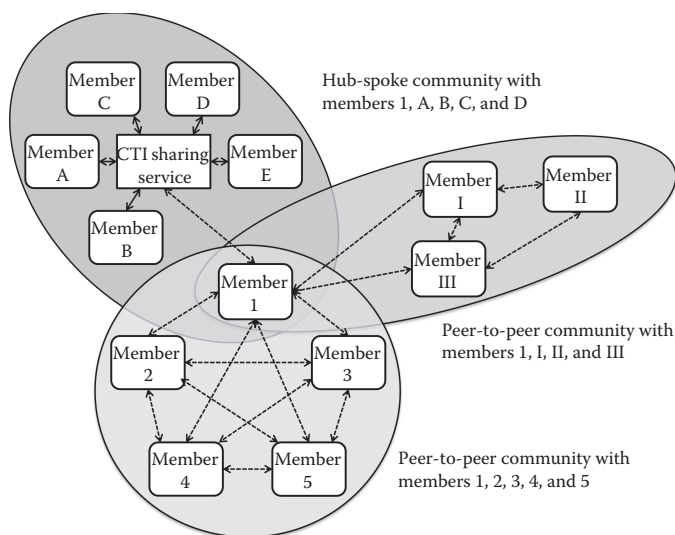 Member
C
Member
D
Hub-spoke community with
members 1, A, B, C, and D
Member
A
CTI sharing
service
Member
E
Member
B
Member
I
Member
II
Member
III
Member
1
Peer-to-peer community with
members 1, I, II, and III
Member
2
Member
3
Member
4
Member
5
Peer-to-peer community with
members 1, 2, 3, 4, and 5